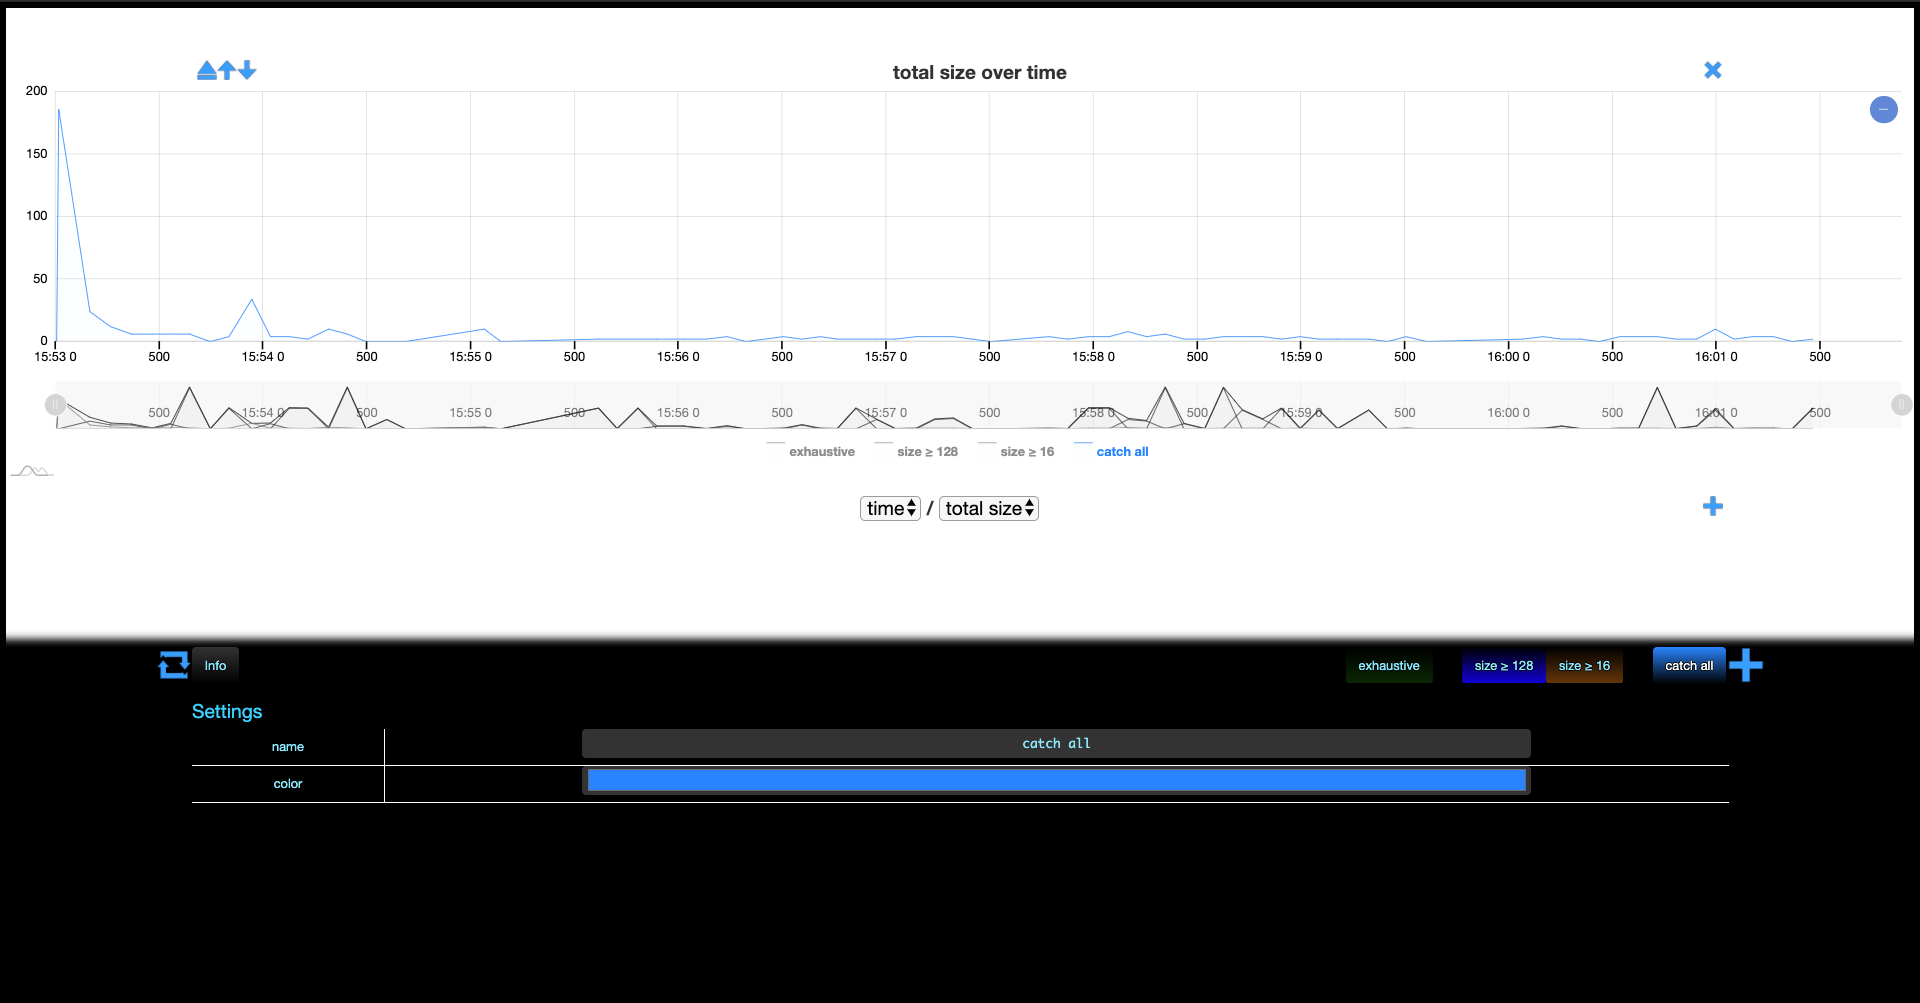 total size over time
200
150
100
50
0
15:53 0 500 15:54 0 500 15:55 0 500 15:56 0 500 15:57 0 500 15:58 0 500 15:59 0 500 16:00 0 500 16:01 0 500
500 15:54 0 500 15:55 0 500 15:56 0 500 15:57 0 500 15:58 0 500 15:59 0 500 16:00 0 500 16:01 0 500
exhaustive size ≥ 128 size ≥ 16 catch all
time / total size
Info exhaustive size ≥ 128 size ≥ 16 catch all
Settings
name catch all
color